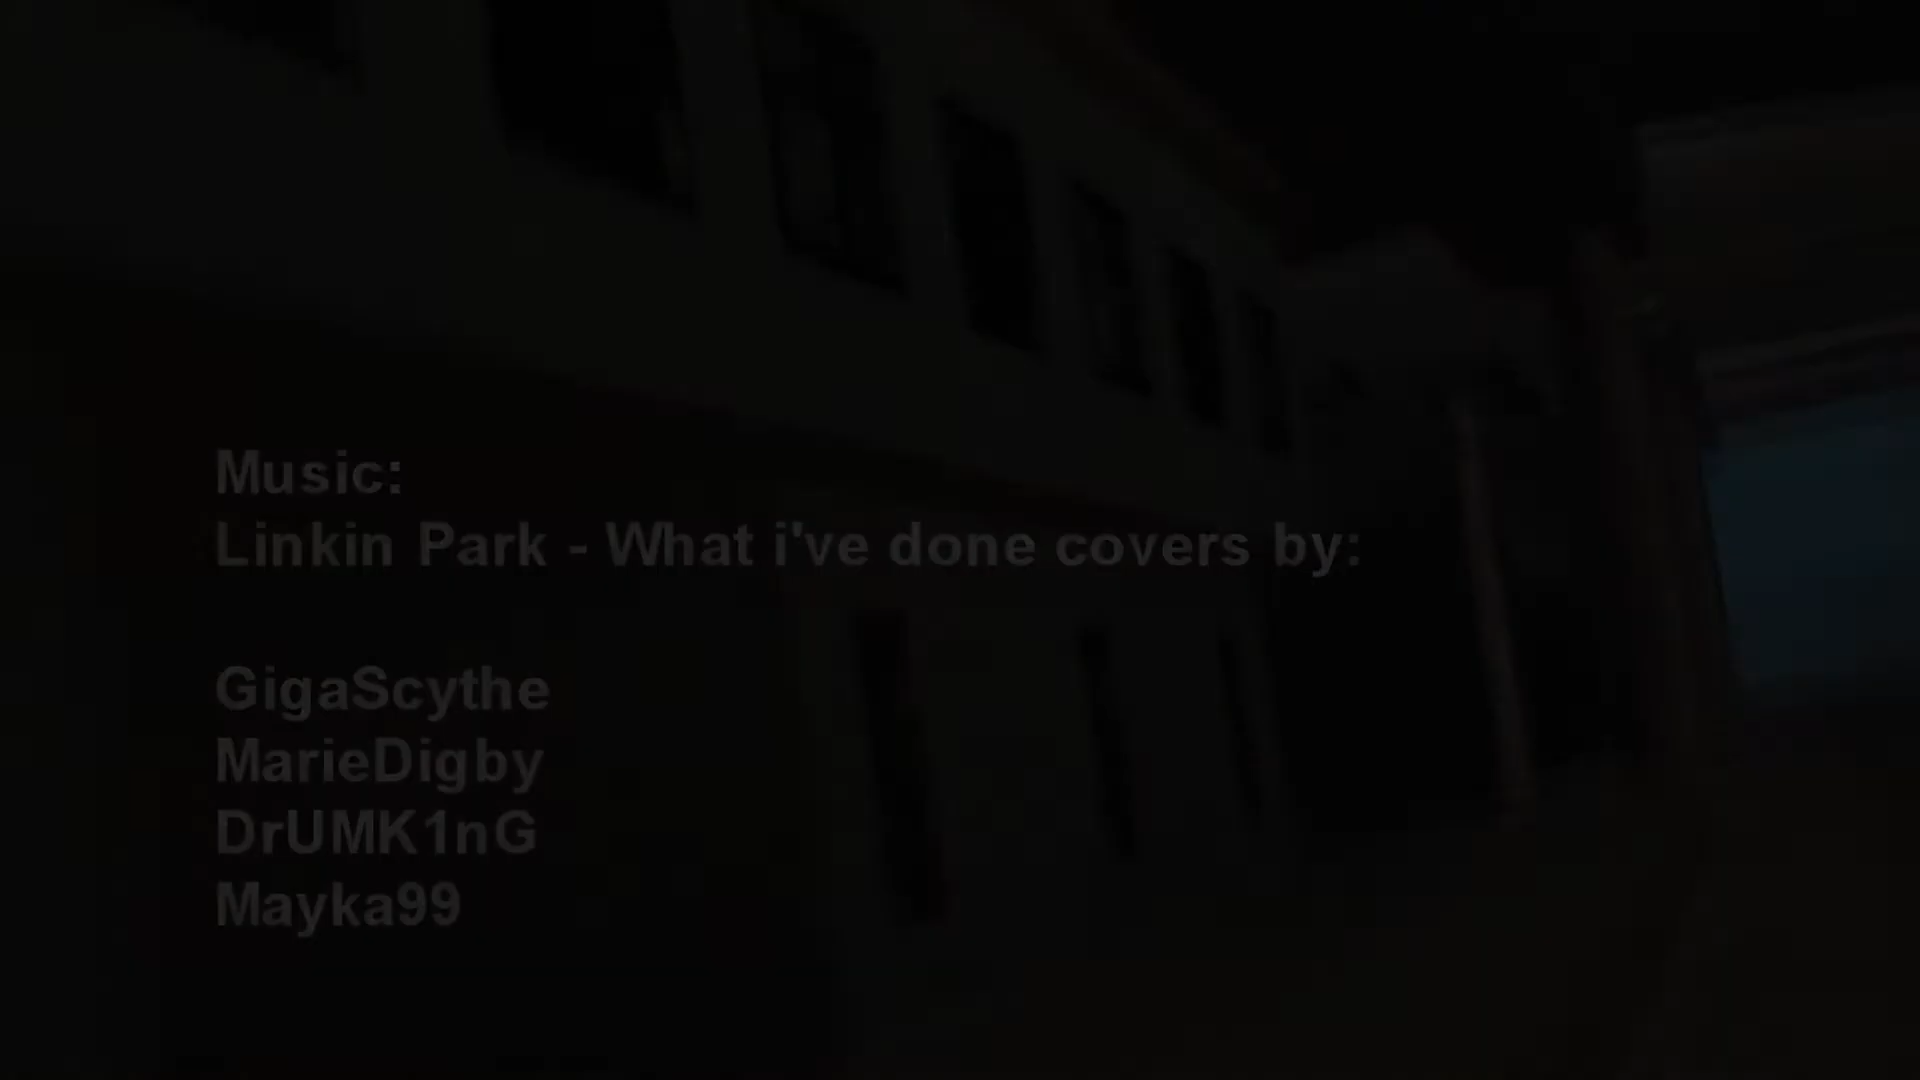 Music:
Linkin Park - What i've done covers by:
GigaScythe
MarieDigby
DrUMK1nG
Mayka99